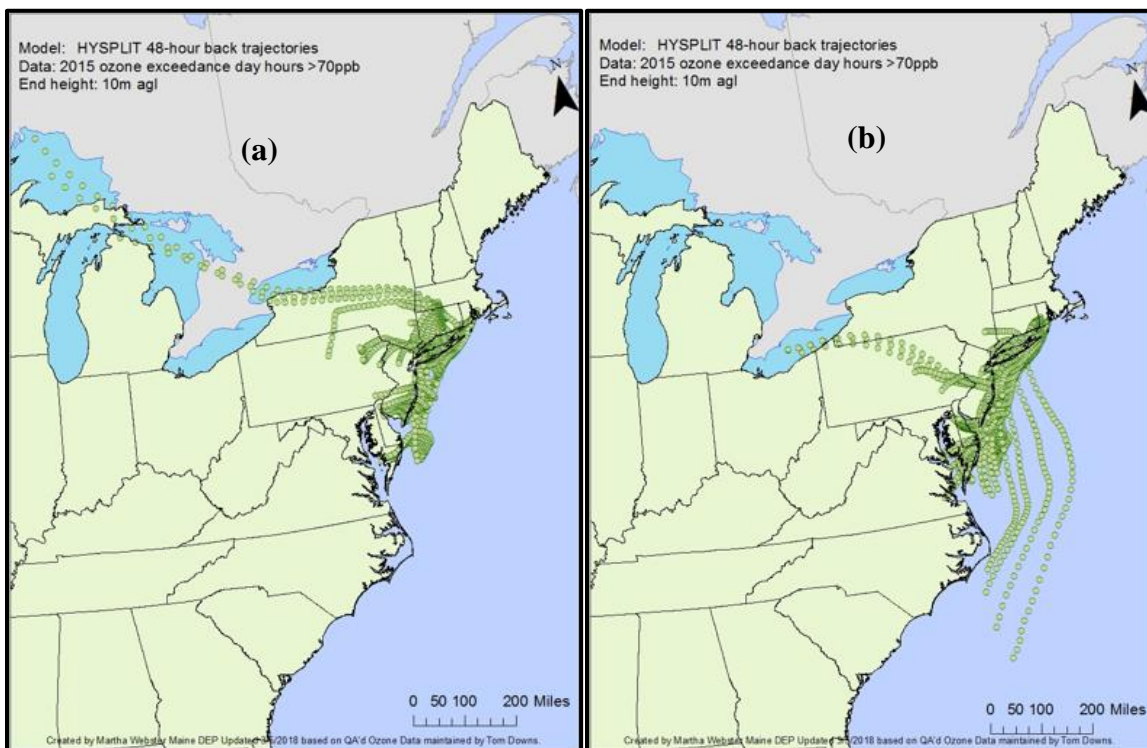 Model: HYSPLIT 48-hour back trajectories
Data: 2015 ozone exceedance day hours >70ppb
End height: 10m agl
N
(a)
0 50 100 200 Miles
Created by Martha Webster Maine DEP Updated 3/5/2018 based on QA'd Ozone Data maintained by Tom Downs.
Model: HYSPLIT 48-hour back trajectories
Data: 2015 ozone exceedance day hours >70ppb
End height: 10m agl
N
(b)
0 50 100 200 Miles
Created by Martha Webster Maine DEP Updated 3/5/2018 based on QA'd Ozone Data maintained by Tom Downs.